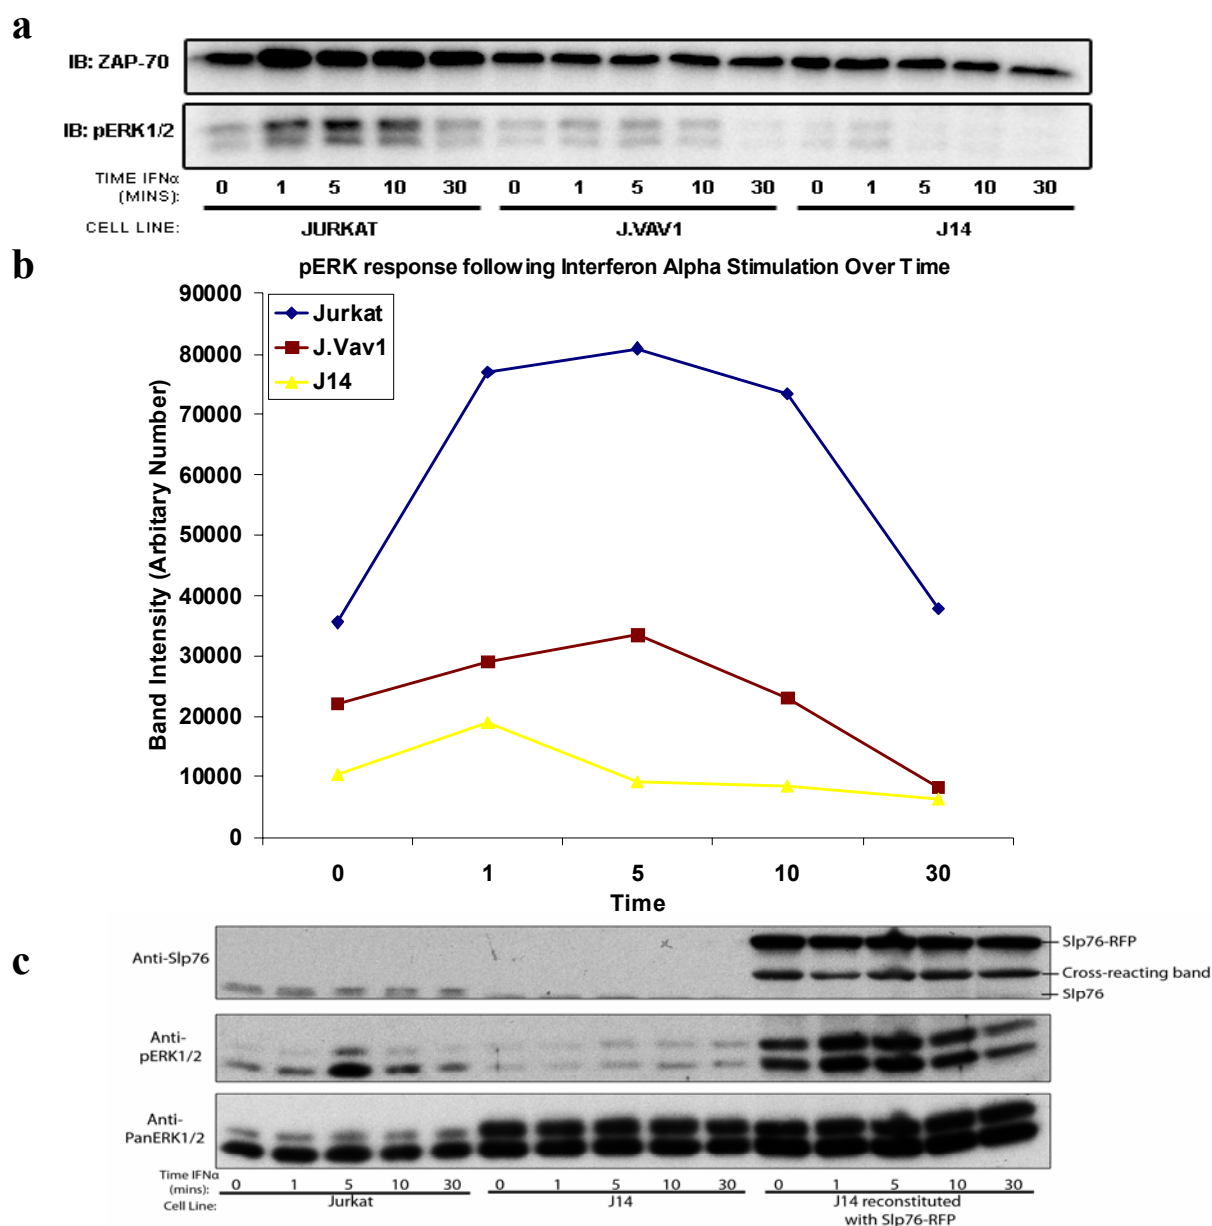 a
IB: ZAP-70
IB: pERK1/2
TIME IFNα
(MINS):
0 1 5 10 30 0 1 5 10 30 0 1 5 10 30
CELL LINE:
JURKAT J.VAV1 J14
b
pERK response following Interferon Alpha Stimulation Over Time
90000
80000
70000
60000
50000
40000
30000
20000
10000
0
Band Intensity (Arbitary Number)
Jurkat
J.Vav1
J14
0 1 5 10 30
Time
c
Anti-Slp76
Slp76-RFP
Cross-reacting band
Slp76
Anti-
pERK1/2
Anti-
PanERK1/2
Time IFNα
(mins):
0 1 5 10 30 0 1 5 10 30 0 1 5 10 30
Cell Line:
Jurkat J14 J14 reconstituted
with Slp76-RFP